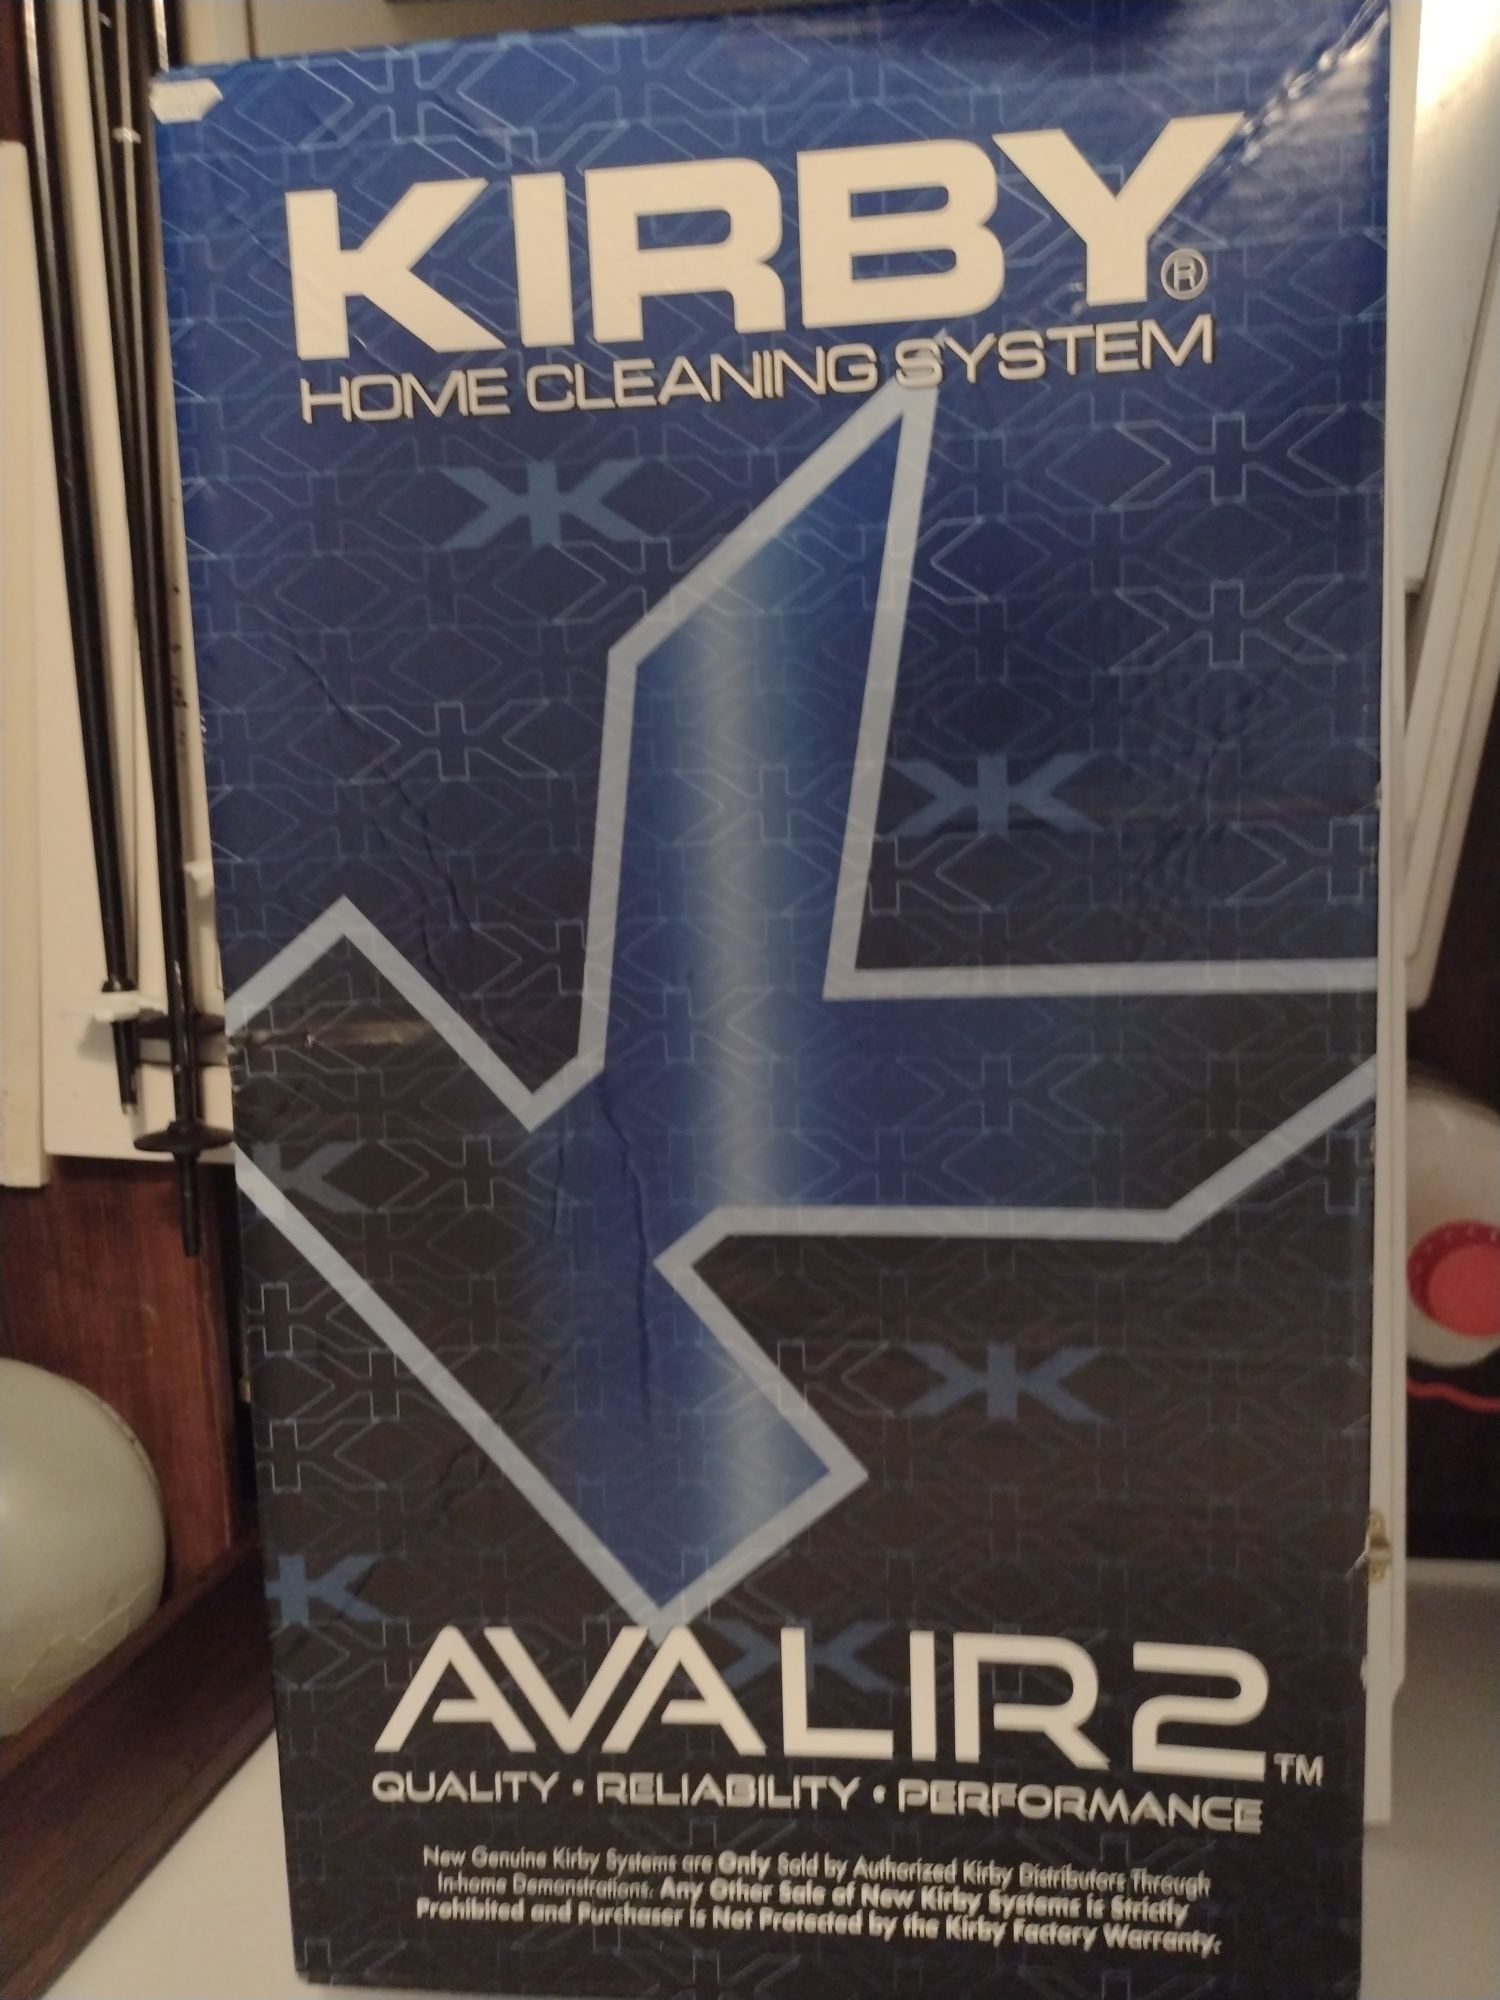 KIRBY®
HOME CLEANING SYSTEM
AVALIR 2™
QUALITY • RELIABILITY • PERFORMANCE
New Genuine Kirby Systems are Only Sold by Authorized Kirby Distributors Through
In-home Demonstrations. Any Other Sale of New Kirby Systems is Strictly
Prohibited and Purchaser is Not Protected by the Kirby Factory Warranty.